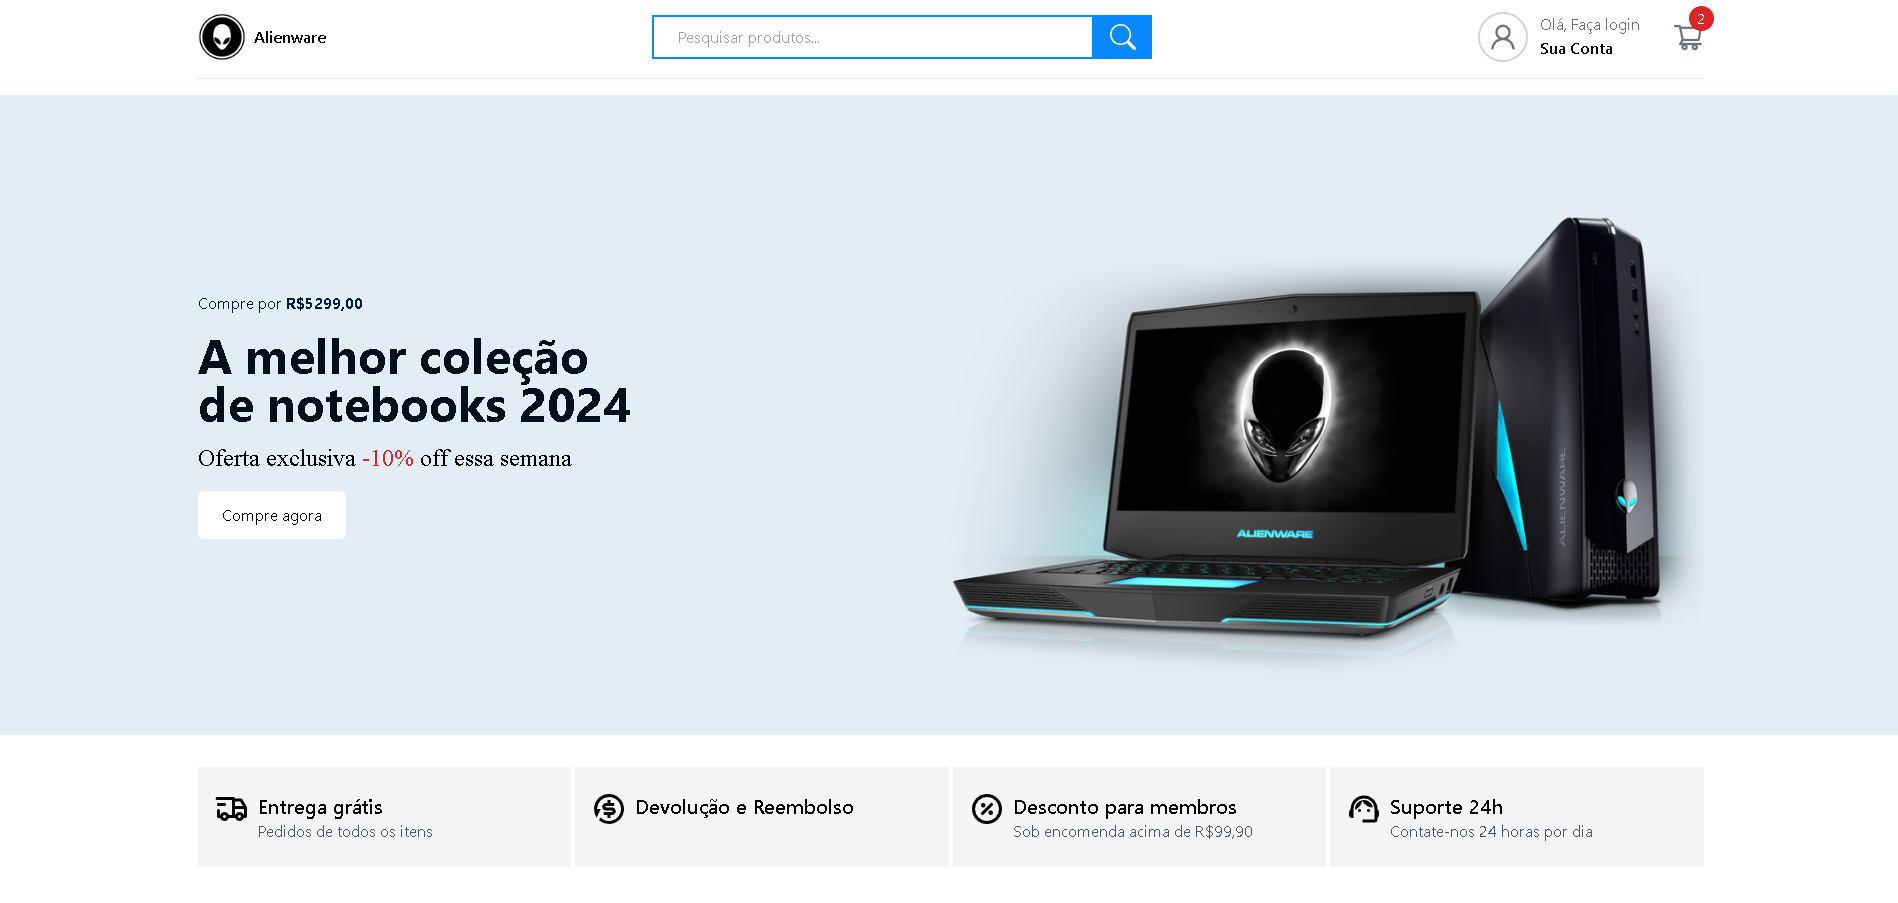 Alienware
Pesquisar produtos...
Olá, Faça login
Sua Conta
2
Compre por R$5299,00
A melhor coleção
de notebooks 2024
Oferta exclusiva -10% off essa semana
Compre agora
ALIENWARE
ALIENWARE
Entrega grátis
Pedidos de todos os itens
Devolução e Reembolso
Desconto para membros
Sob encomenda acima de R$99,90
Suporte 24h
Contate-nos 24 horas por dia